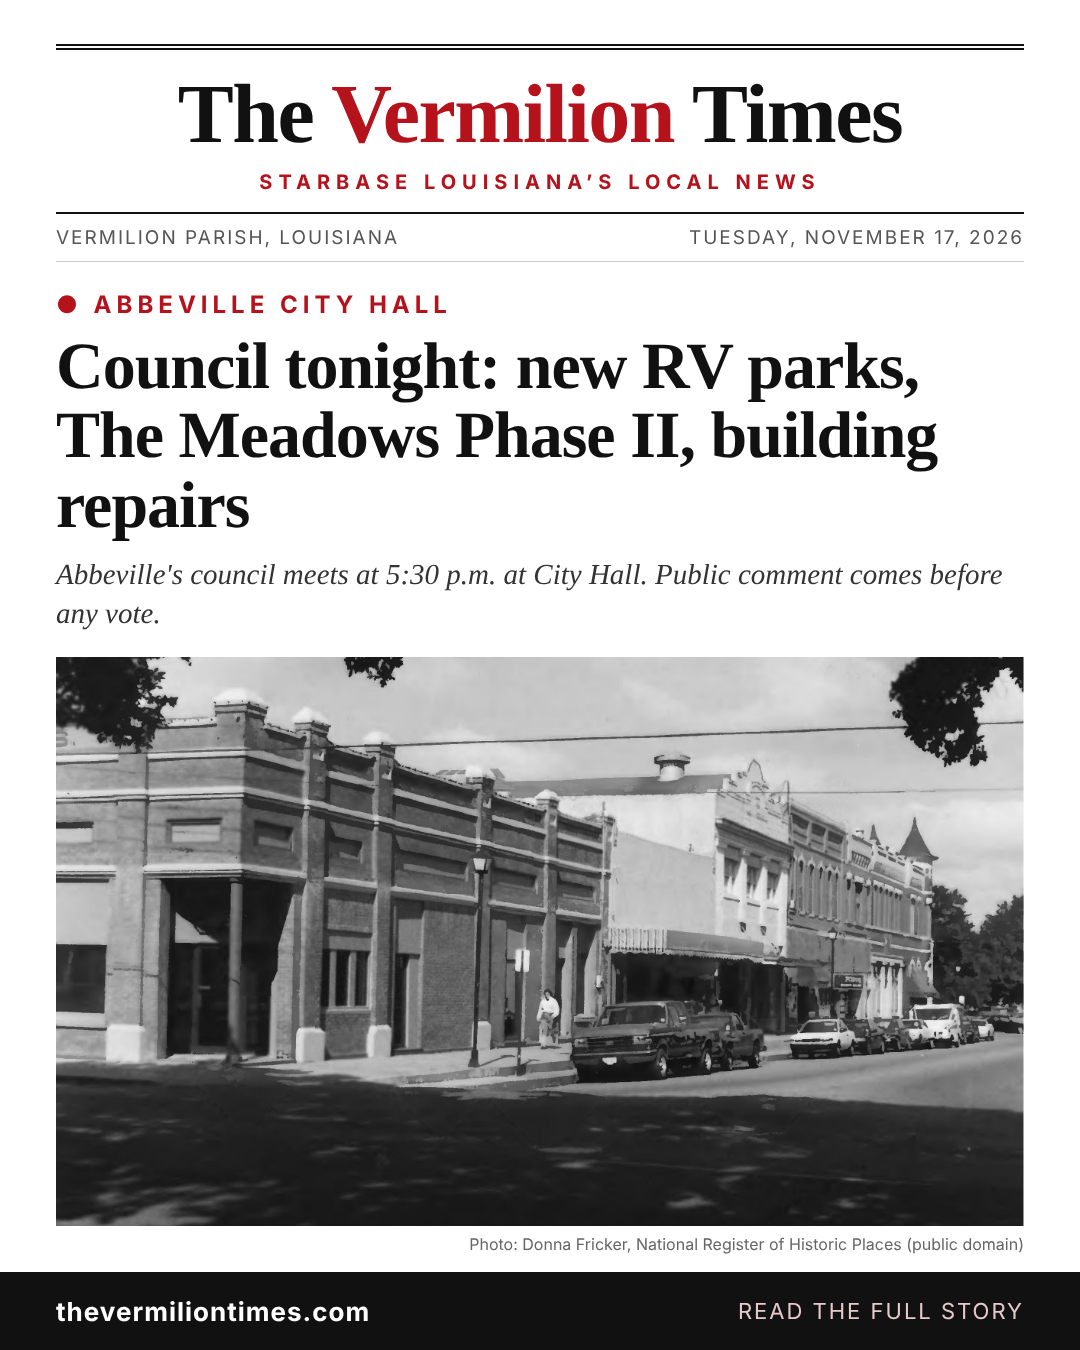 The Vermilion Times
STARBASE LOUISIANA’S LOCAL NEWS
VERMILION PARISH, LOUISIANA
TUESDAY, NOVEMBER 17, 2026
ABBEVILLE CITY HALL
Council tonight: new RV parks,
The Meadows Phase II, building
repairs
Abbeville's council meets at 5:30 p.m. at City Hall. Public comment comes before
any vote.
Photo: Donna Fricker, National Register of Historic Places (public domain)
thevermiliontimes.com
READ THE FULL STORY